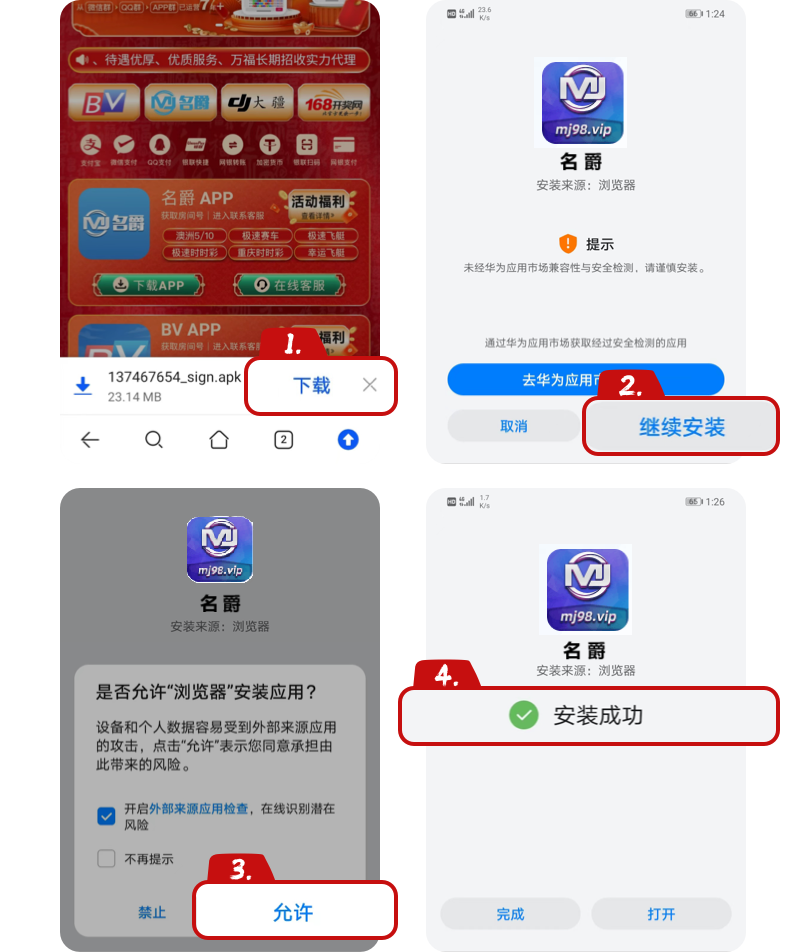 从 微信群 › QQ群 › APP群 已运营 7年+
、待遇优厚、优质服务、万福长期招收实力代理
BV
名爵
dji大疆
168开奖网
支付宝
微信支付
QQ支付
银联快捷
网银转账
加密货币
银联扫码
网银支付
名爵
名爵 APP
获取房间号｜进入联系客服
活动福利
查看详情>
澳洲5/10
极速赛车
极速飞艇
极速时时彩
重庆时时彩
幸运飞艇
下载APP
在线客服
BV
BV APP
获取房间号｜进入联系客服
福利
1.
137467654_sign.apk
23.14 MB
下载
2
HD
23.6
K/s
66
1:24
MJ
mj98.vip
名爵
安装来源：浏览器
提示
未经华为应用市场兼容性与安全检测，请谨慎安装。
通过华为应用市场获取经过安全检测的应用
去华为应用市
2.
取消
继续安装
MJ
mj98.vip
名爵
安装来源：浏览器
是否允许“浏览器”安装应用？
设备和个人数据容易受到外部来源应用
的攻击，点击“允许”表示您同意承担由
此带来的风险。
开启外部来源应用检查，在线识别潜在
风险
不再提示
3.
禁止
允许
HD
1.7
K/s
65
1:26
MJ
mj98.vip
名爵
安装来源：浏览器
4.
安装成功
完成
打开